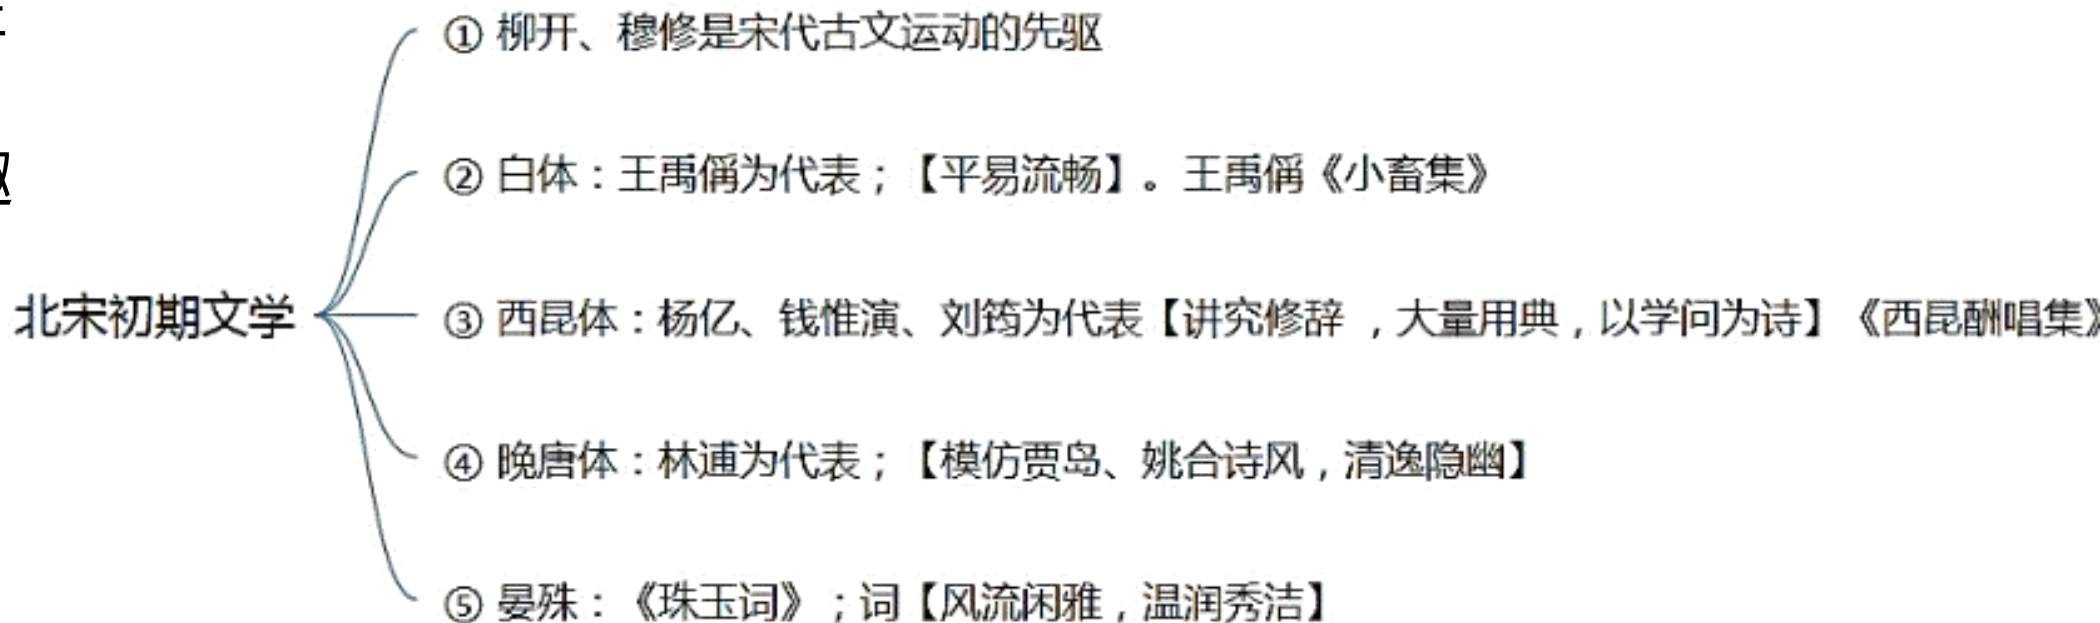 ① 柳开、穆修是宋代古文运动的先驱
② 白体：王禹偁为代表；【平易流畅】。王禹偁《小畜集》
北宋初期文学
③ 西昆体：杨亿、钱惟演、刘筠为代表【讲究修辞 ，大量用典，以学问为诗】《西昆酬唱集》
④ 晚唐体：林逋为代表；【模仿贾岛、姚合诗风，清逸隐幽】
⑤ 晏殊：《珠玉词》；词【风流闲雅，温润秀洁】